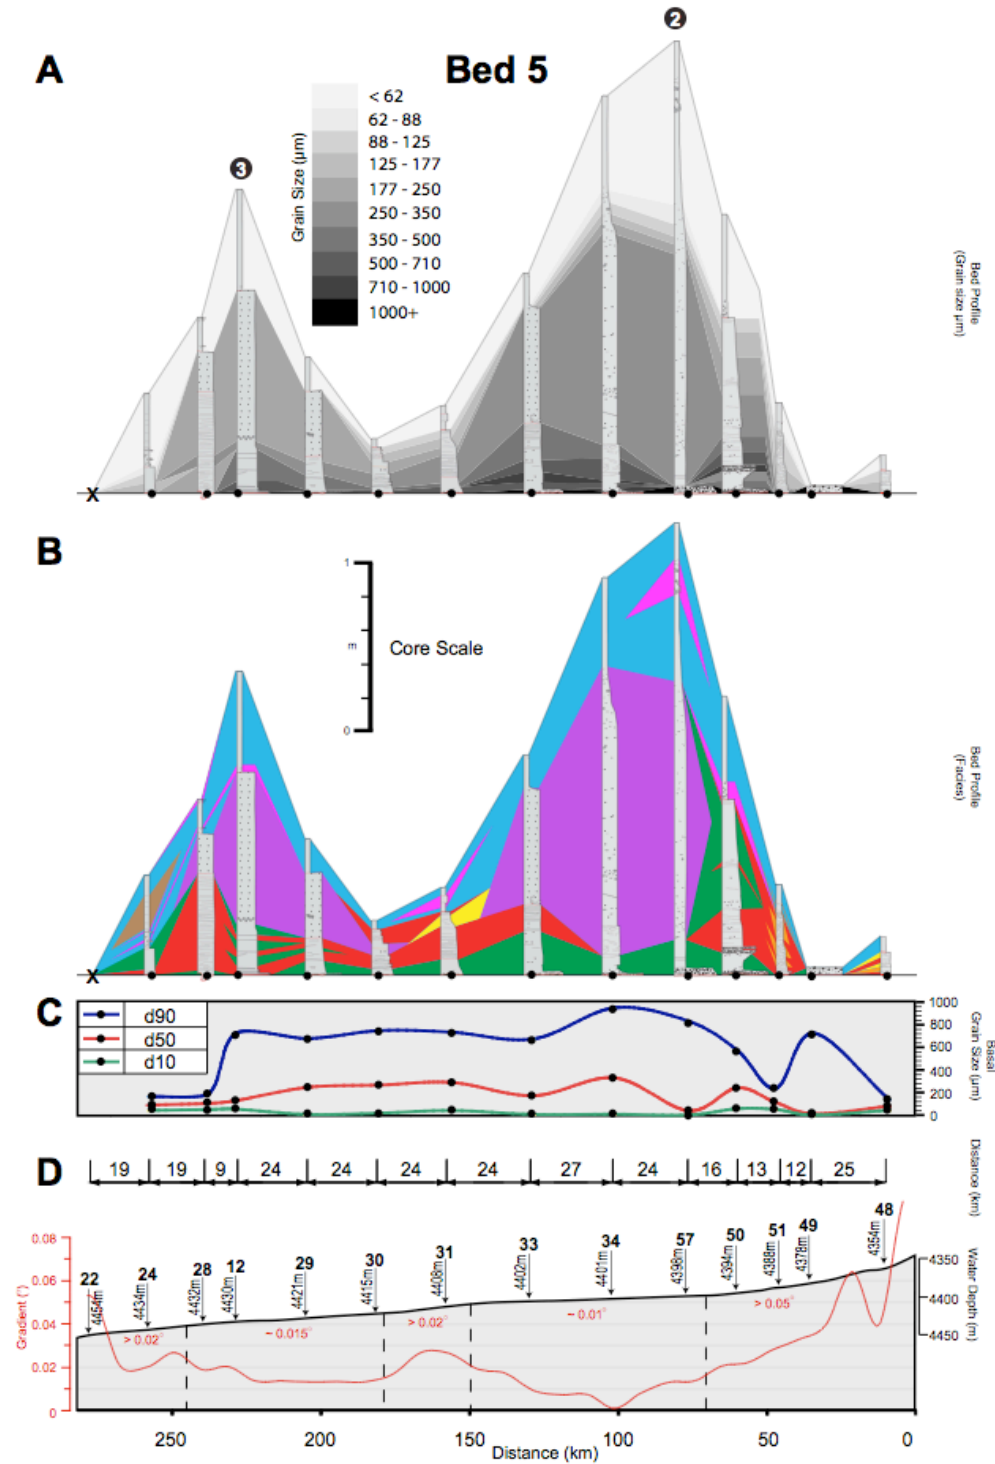 2
A
Bed 5
Grain Size (µm)
< 62
62 - 88
88 - 125
125 - 177
177 - 250
250 - 350
350 - 500
500 - 710
710 - 1000
1000+
3
Bed Profile
(Grain size µm)
X
B
1
m
0
Core Scale
Bed Profile
(Facies)
X
C
d90
d50
d10
1000
800
600
400
200
0
Basal
Grain Size (µm)
D
19 19 9 24 24 24 24 27 24 16 13 12 25
Distance (km)
22 24 28 12 29 30 31 33 34 57 50 51 49 48
4454m 4434m 4432m 4430m 4421m 4415m 4408m 4402m 4401m 4398m 4394m 4388m 4378m 4354m
0.08
0.06
0.04
0.02
0
Gradient (°)
> 0.02°
~ 0.015°
> 0.02°
~ 0.01°
> 0.05°
4350
4400
4450
Water Depth (m)
250 200 150 100 50 0
Distance (km)